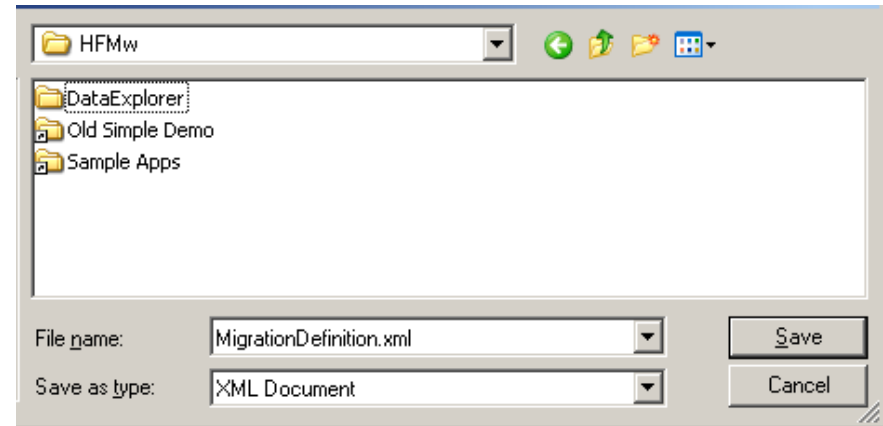 HFMw
DataExplorer
Old Simple Demo
Sample Apps
File name: MigrationDefinition.xml Save
Save as type: XML Document Cancel